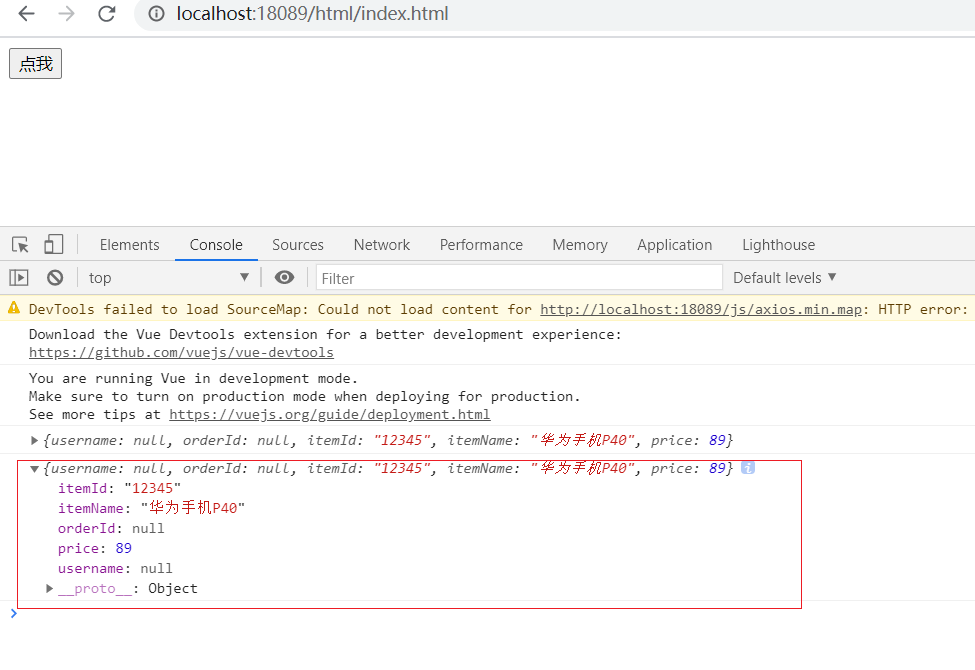 localhost:18089/html/index.html
点我
Elements Console Sources Network Performance Memory Application Lighthouse
top Filter Default levels
DevTools failed to load SourceMap: Could not load content for http://localhost:18089/js/axios.min.map: HTTP error:
Download the Vue Devtools extension for a better development experience:
https://github.com/vuejs/vue-devtools
You are running Vue in development mode.
Make sure to turn on production mode when deploying for production.
See more tips at https://vuejs.org/guide/deployment.html
{username: null, orderId: null, itemId: "12345", itemName: "华为手机P40", price: 89}
{username: null, orderId: null, itemId: "12345", itemName: "华为手机P40", price: 89} i
itemId: "12345"
itemName: "华为手机P40"
orderId: null
price: 89
username: null
__proto__: Object